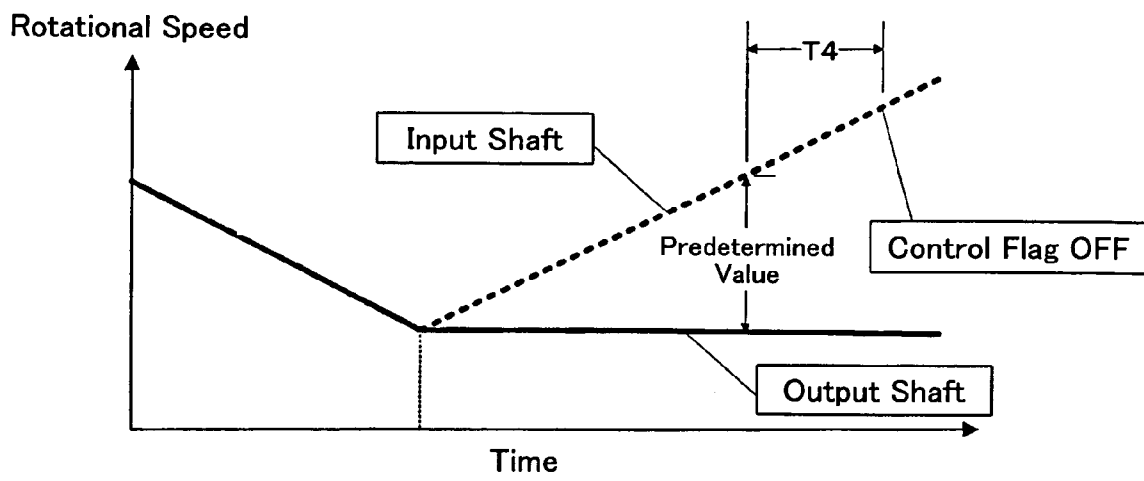 Rotational Speed
T4
Input Shaft
Predetermined
Value
Control Flag OFF
Output Shaft
Time